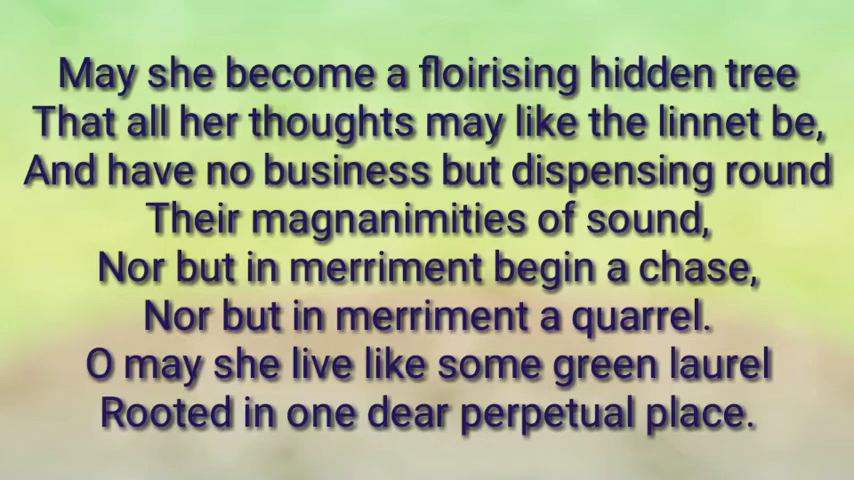 May she become a floirising hidden tree
That all her thoughts may like the linnet be,
And have no business but dispensing round
Their magnanimities of sound,
Nor but in merriment begin a chase,
Nor but in merriment a quarrel.
O may she live like some green laurel
Rooted in one dear perpetual place.